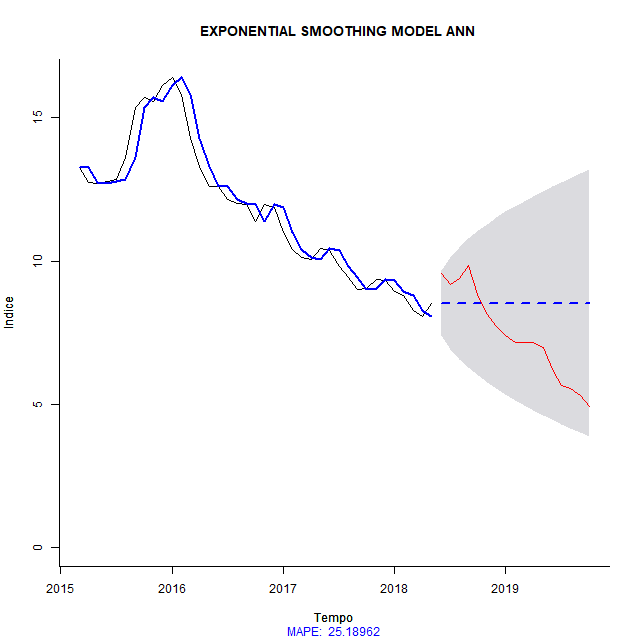 EXPONENTIAL SMOOTHING MODEL ANN
Indice
15
10
5
0
2015 2016 2017 2018 2019
Tempo
MAPE: 25.18962